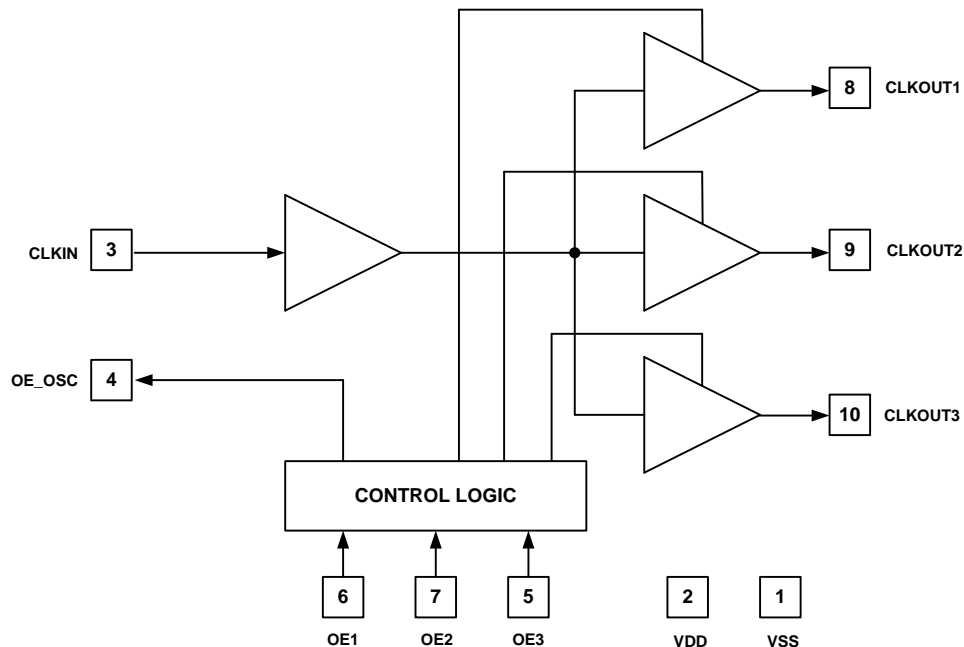 8 CLKOUT1
CLKIN 3
9 CLKOUT2
OE_OSC 4
10 CLKOUT3
CONTROL LOGIC
6 7 5 2 1
OE1 OE2 OE3 VDD VSS